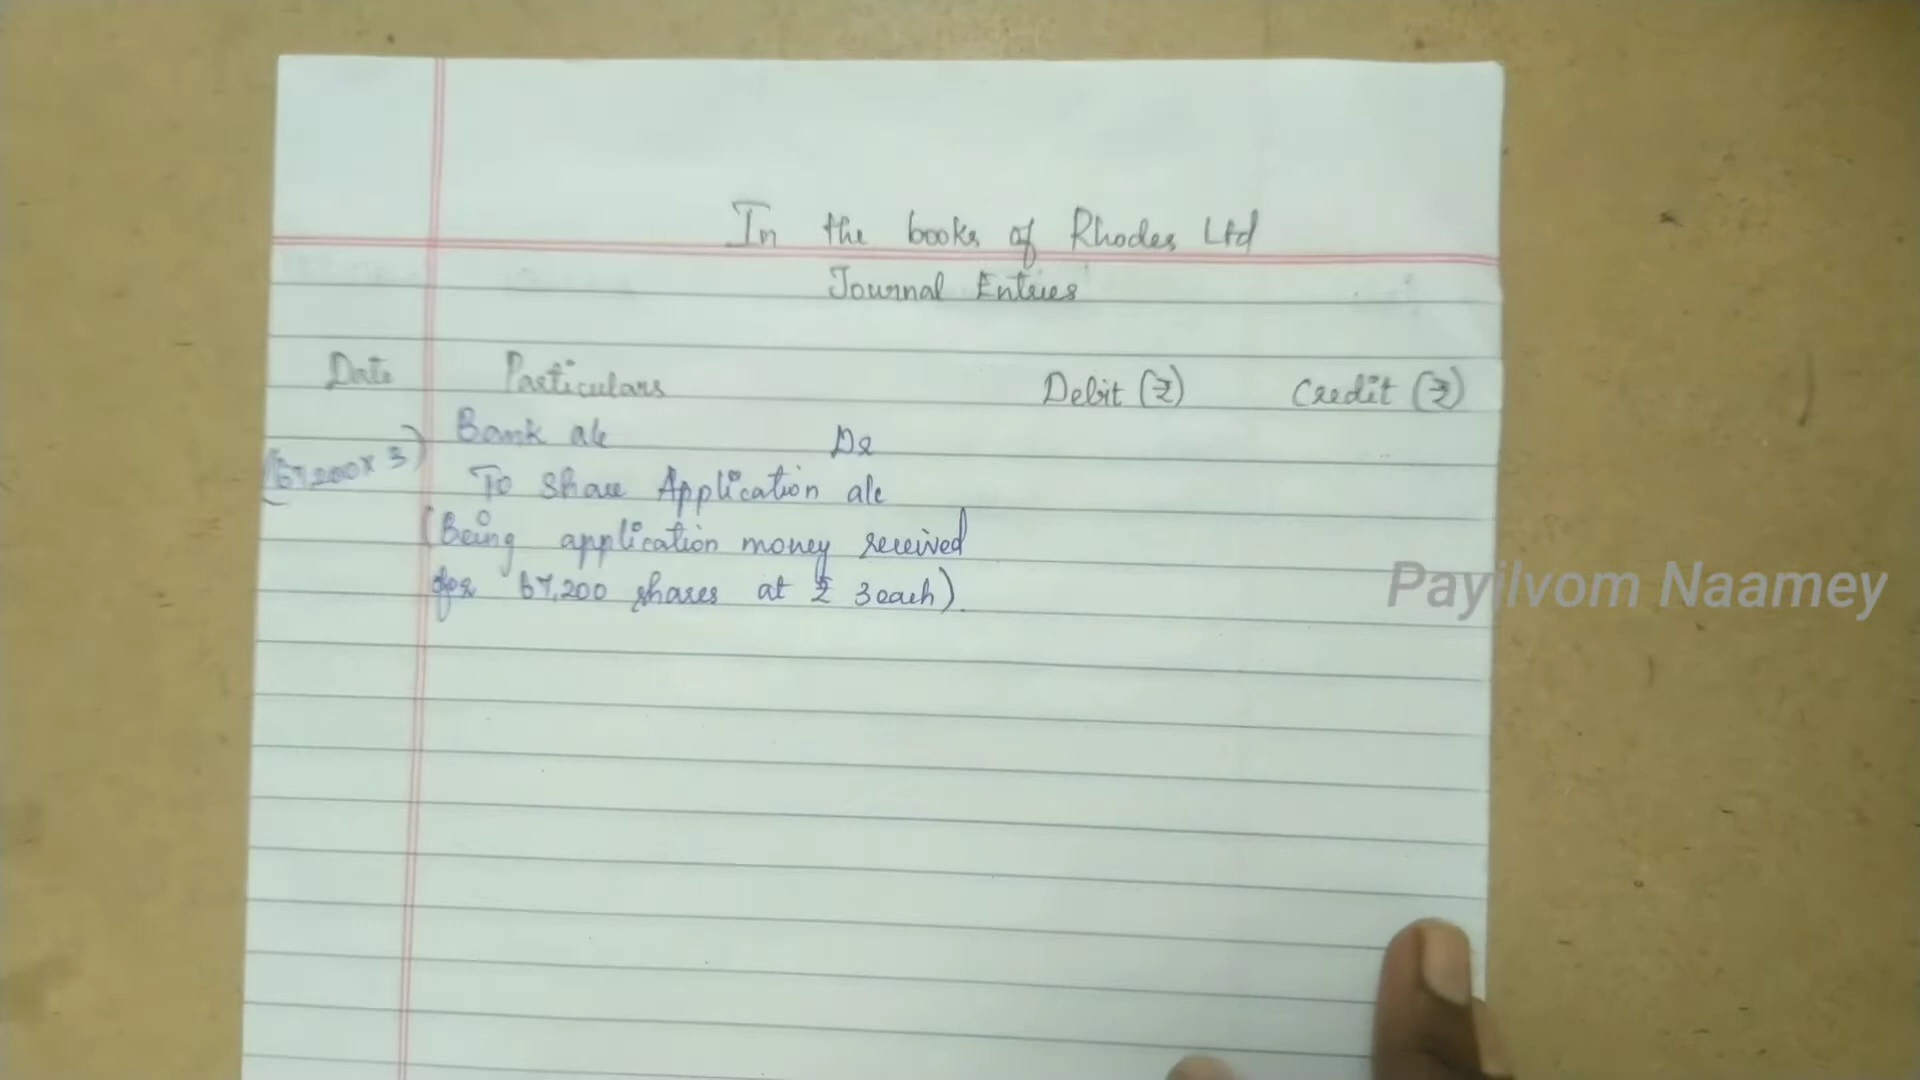 In the books of Rhodes Ltd
Journal Entries
Date Particulars Debit (₹) Credit (₹)
Bank a/c Dr
(67,200 x 3)
To Share Application a/c
(Being application money received
for 67,200 shares at ₹ 3 each).
Payilvom Naamey